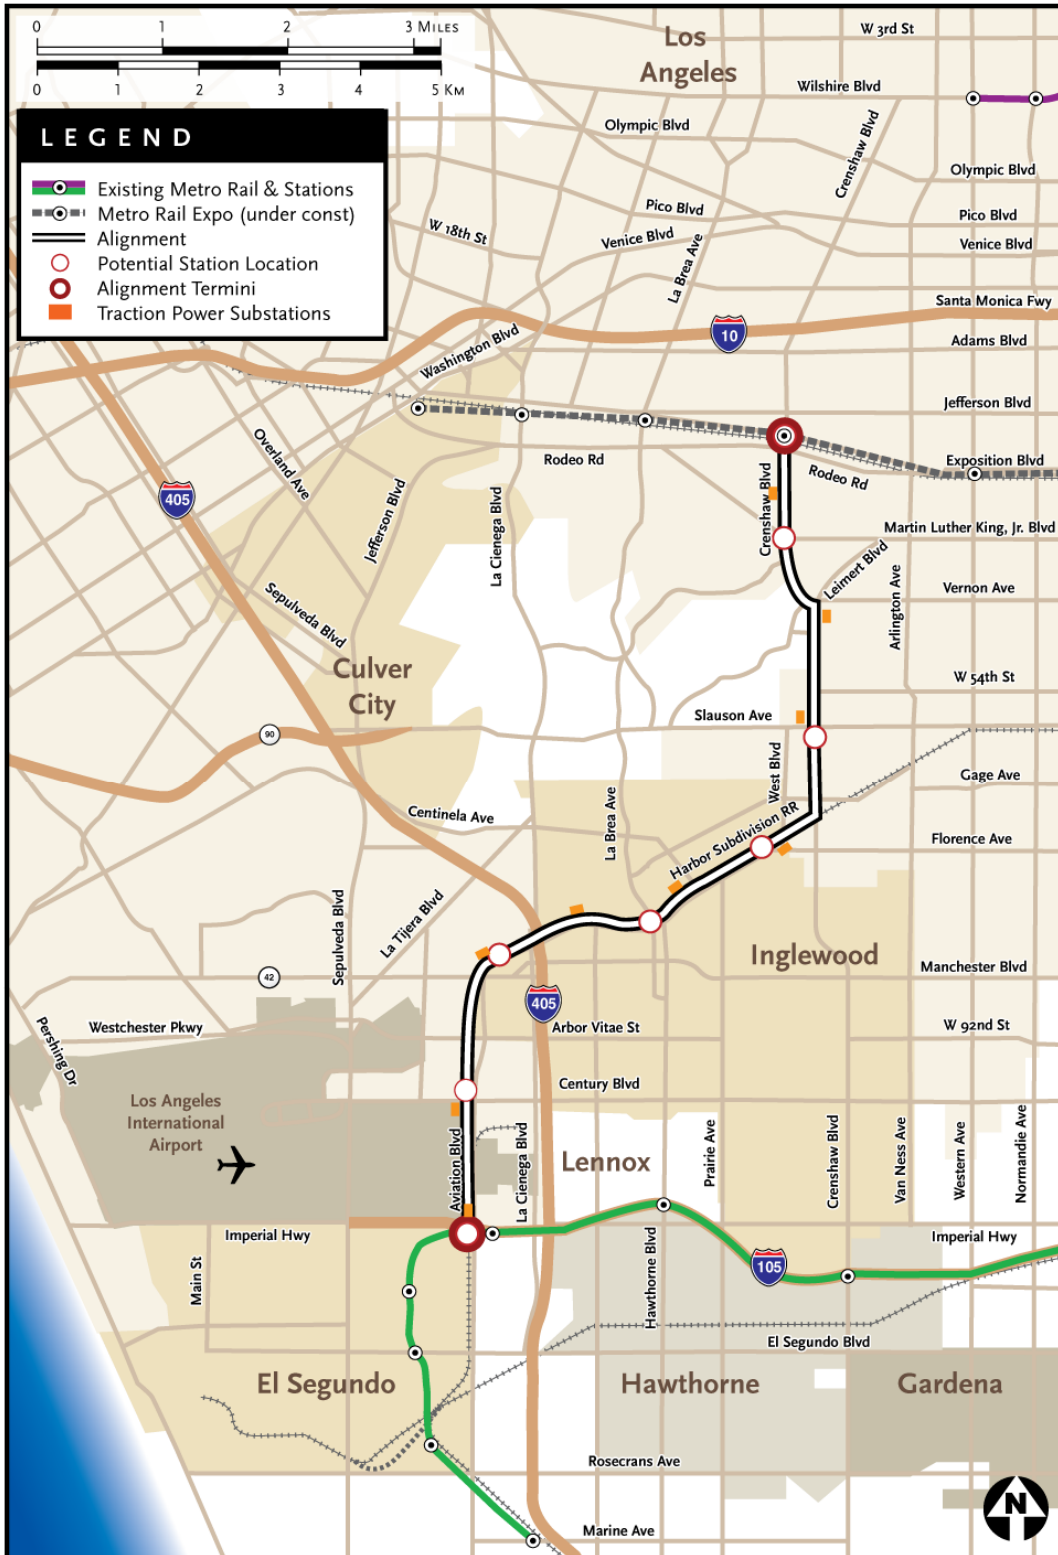 0 1 2 3 MILES
0 1 2 3 4 5 KM
LEGEND
Existing Metro Rail & Stations
Metro Rail Expo (under const)
Alignment
Potential Station Location
Alignment Termini
Traction Power Substations
Los
Angeles
W 3rd St
Wilshire Blvd
Olympic Blvd
Crenshaw Blvd
Olympic Blvd
Pico Blvd
Pico Blvd
W 18th St
Venice Blvd
Venice Blvd
La Brea Ave
Santa Monica Fwy
10
Washington Blvd
Adams Blvd
Jefferson Blvd
Overland Ave
Rodeo Rd
Rodeo Rd
Exposition Blvd
405
Jefferson Blvd
La Cienega Blvd
Crenshaw Blvd
Martin Luther King, Jr. Blvd
Leimert Blvd
Arlington Ave
Vernon Ave
Sepulveda Blvd
Culver
City
W 54th St
Slauson Ave
90
West Blvd
Gage Ave
Centinela Ave
La Brea Ave
Harbor Subdivision RR
Florence Ave
Sepulveda Blvd
La Tijera Blvd
Inglewood
42
Manchester Blvd
405
Pershing Dr
Westchester Pkwy
Arbor Vitae St
W 92nd St
Century Blvd
Los Angeles
International
Airport
Aviation Blvd
La Cienega Blvd
Lennox
Prairie Ave
Crenshaw Blvd
Van Ness Ave
Western Ave
Normandie Ave
Imperial Hwy
Imperial Hwy
Main St
Hawthorne Blvd
105
El Segundo Blvd
El Segundo
Hawthorne
Gardena
Rosecrans Ave
Marine Ave
N